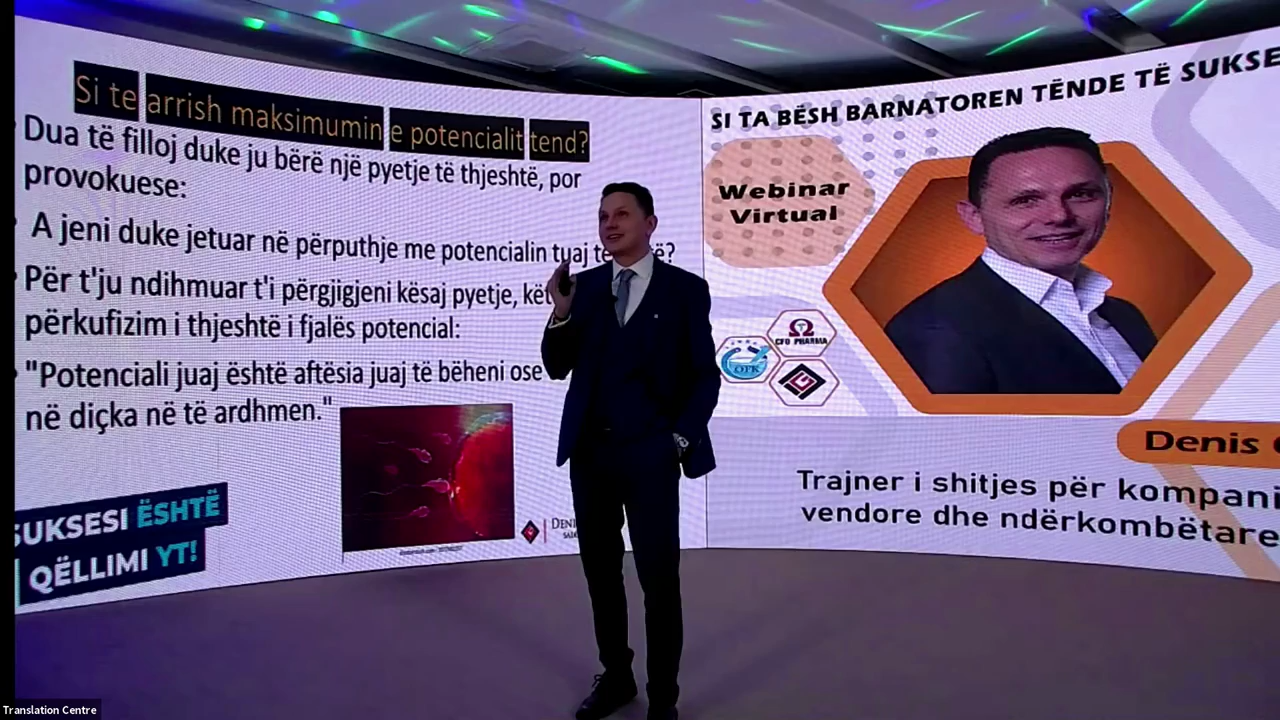 Si te arrish maksimumin e potencialit tend?
Dua të filloj duke ju bërë një pyetje të thjeshtë, por
provokuese:
A jeni duke jetuar në përputhje me potencialin tuaj
Për t'ju ndihmuar t'i përgjigjeni kësaj pyetje,
përkufizim i thjeshtë i fjalës potencial:
"Potenciali juaj është aftësia juaj të bëheni ose
në diçka në të ardhmen."
SUKSESI ËSHTË
QËLLIMI YT!
SI TA BËSH BARNATOREN TËNDE TË SUKSE
Webinar
Virtual
CFO PHARMA
OFK
Denis
Trajner i shitjes për kompani
vendore dhe ndërkombëtare
Translation Centre